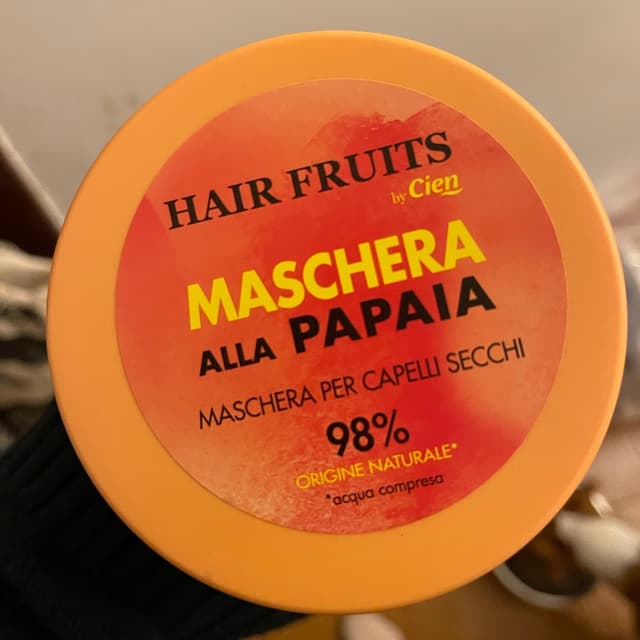 HAIR FRUITS
by Cien
MASCHERA
ALLA PAPAIA
MASCHERA PER CAPELLI SECCHI
98%
ORIGINE NATURALE*
*acqua compresa